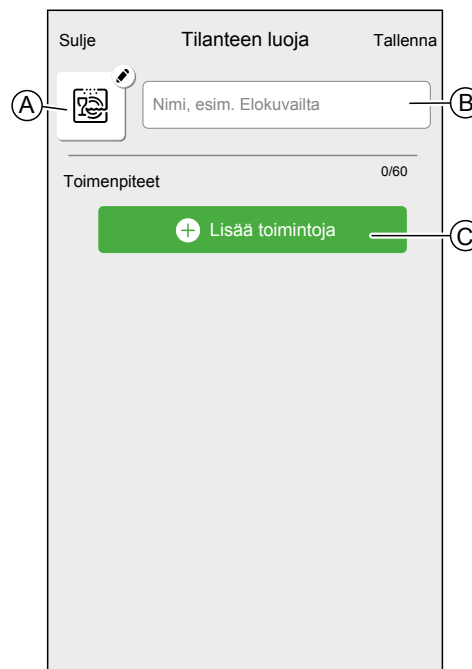 Sulje Tilanteen luoja Tallenna
A Nimi, esim. Elokuvailta B
Toimenpiteet 0/60
Lisää toimintoja C